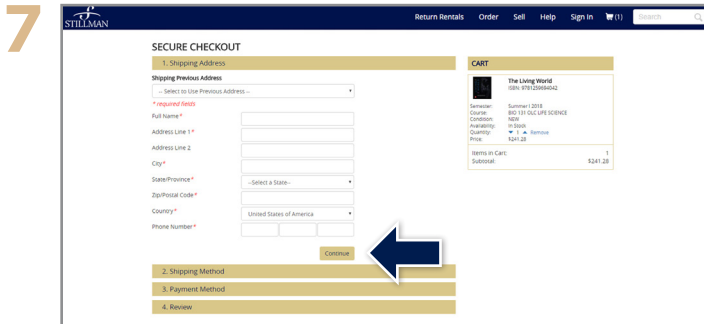 7
STILLMAN
Return Rentals Order Sell Help Sign In (1) Search
SECURE CHECKOUT
1. Shipping Address
Shipping Previous Address
-- Select to Use Previous Address --
* required fields
Full Name *
Address Line 1 *
Address Line 2
City *
State/Province *
--Select a State--
Zip/Postal Code *
Country *
United States of America
Phone Number *
Continue
2. Shipping Method
3. Payment Method
4. Review
CART
The Living World
ISBN: 9781259694042
Semester: Summer I 2018
Course: BIO 131 OLC LIFE SCIENCE
Condition: NEW
Availability: In Stock
Quantity: 1 Remove
Price: $241.28
Items in Cart: 1
Subtotal: $241.28